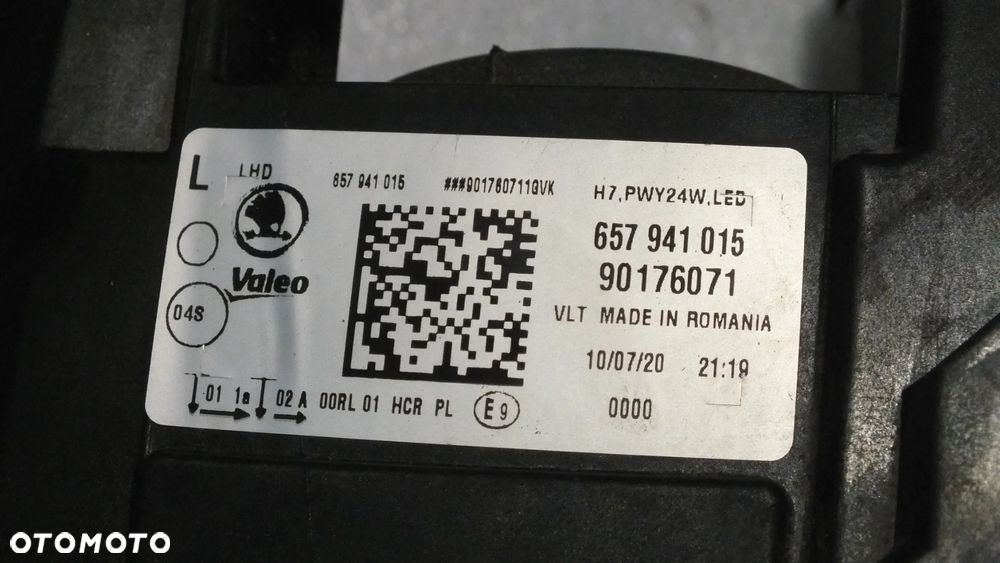 L LHD 657 941 015 ###901760711GVK H7,PWY24W,LED
657 941 015
Valeo 90176071
04S VLT MADE IN ROMANIA
10/07/20 21:19
01 1a 02 A 00RL 01 HCR PL E9 0000
OTOMOTO